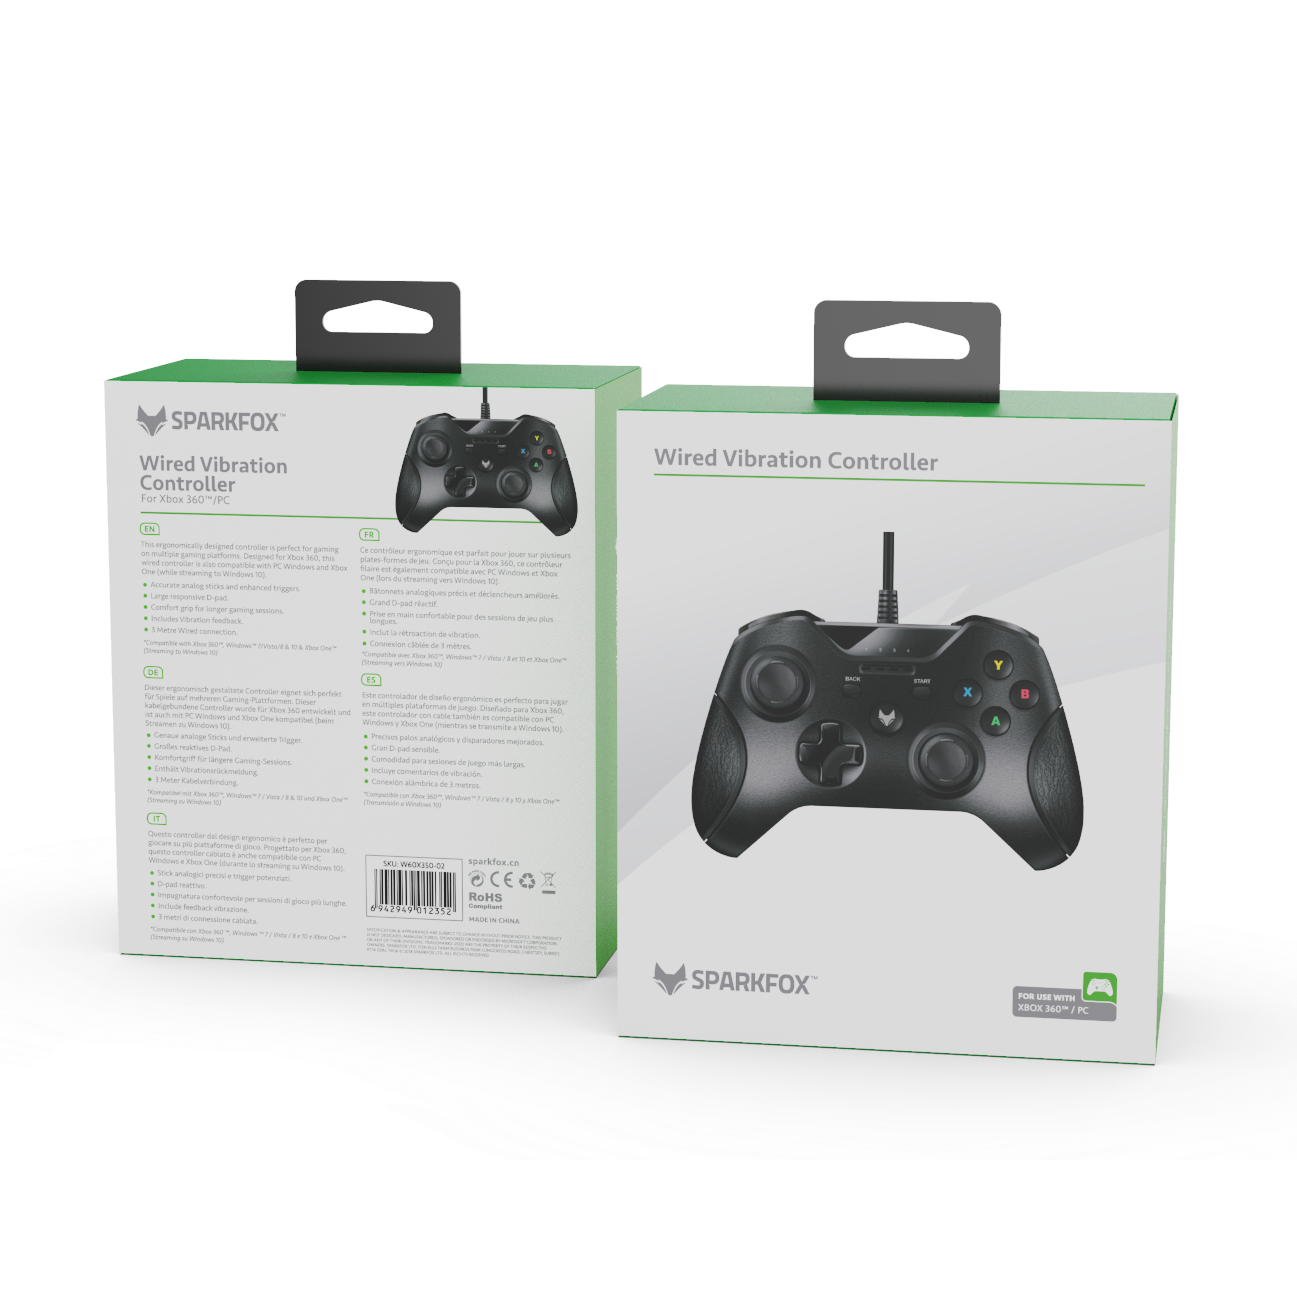 SPARKFOX™
Wired Vibration
Controller
For Xbox 360™/PC
EN
This ergonomically designed controller is perfect for gaming
on multiple gaming platforms. Designed for Xbox 360, this
wired controller is also compatible with PC Windows and Xbox
One (while streaming to Windows 10).
• Accurate analog sticks and enhanced triggers.
• Large responsive D-pad.
• Comfort grip for longer gaming sessions.
• Includes Vibration feedback.
• 3 Metre Wired connection.
*Compatible with Xbox 360™, Windows™ 7/Vista/8 & 10 & Xbox One™
(Streaming to Windows 10)
DE
Dieser ergonomisch gestaltete Controller eignet sich perfekt
für Spiele auf mehreren Gaming-Plattformen. Dieser
kabelgebundene Controller wurde für Xbox 360 entwickelt und
ist auch mit PC Windows und Xbox One kompatibel (beim
Streamen zu Windows 10).
• Genaue analoge Sticks und erweiterte Trigger.
• Großes reaktives D-Pad.
• Komfortgriff für längere Gaming-Sessions.
• Enthält Vibrationsrückmeldung.
• 3 Meter Kabelverbindung.
*Kompatibel mit Xbox 360™, Windows™ 7 / Vista / 8 & 10 und Xbox One™
(Streaming zu Windows 10)
IT
Questo controller dal design ergonomico è perfetto per
giocare su più piattaforme di gioco. Progettato per Xbox 360,
questo controller cablato è anche compatibile con PC
Windows e Xbox One (durante lo streaming su Windows 10).
• Stick analogici precisi e trigger potenziati.
• D-pad reattivo.
• Impugnatura confortevole per sessioni di gioco più lunghe.
• Include feedback vibrazione.
• 3 metri di connessione cablata.
*Compatibile con Xbox 360™, Windows™ 7 / Vista / 8 e 10 e Xbox One™
(Streaming su Windows 10)
FR
Ce contrôleur ergonomique est parfait pour jouer sur plusieurs
plates-formes de jeu. Conçu pour la Xbox 360, ce contrôleur
filaire est également compatible avec PC Windows et Xbox
One (lors du streaming vers Windows 10).
• Bâtonnets analogiques précis et déclencheurs améliorés.
• Grand D-pad réactif.
• Prise en main confortable pour des sessions de jeu plus
longues.
• Inclut la rétroaction de vibration.
• Connexion câblée de 3 mètres.
*Compatible avec Xbox 360™, Windows™ 7 / Vista / 8 et 10 et Xbox One™
(Streaming vers Windows 10)
ES
Este controlador de diseño ergonómico es perfecto para jugar
en múltiples plataformas de juego. Diseñado para Xbox 360,
este controlador con cable también es compatible con PC
Windows y Xbox One (mientras se transmite a Windows 10).
• Precisos palos analógicos y disparadores mejorados.
• Gran D-pad sensible.
• Comodidad para sesiones de juego más largas.
• Incluye comentarios de vibración.
• Conexión alámbrica de 3 metros.
*Compatible con Xbox 360™, Windows™ 7 / Vista / 8 y 10 y Xbox One™
(Transmisión a Windows 10)
SKU: W60X350-02
6 942949 012352
sparkfox.cn
CE
RoHS
Compliant
MADE IN CHINA
Y
X
B
A
Wired Vibration Controller
BACK
START
Y
X
B
A
SPARKFOX™
FOR USE WITH
XBOX 360™ / PC